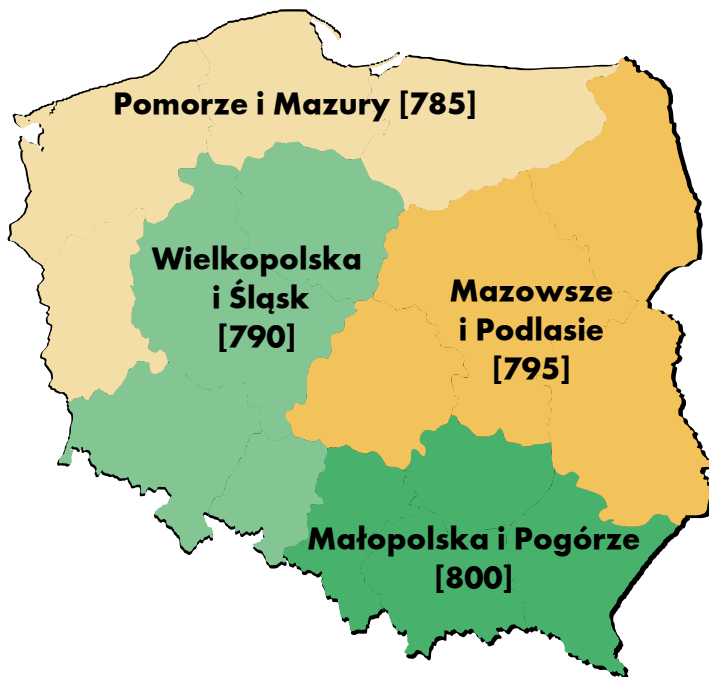 Pomorze i Mazury [785]
Wielkopolska
i Śląsk
[790]
Mazowsze
i Podlasie
[795]
Małopolska i Pogórze
[800]